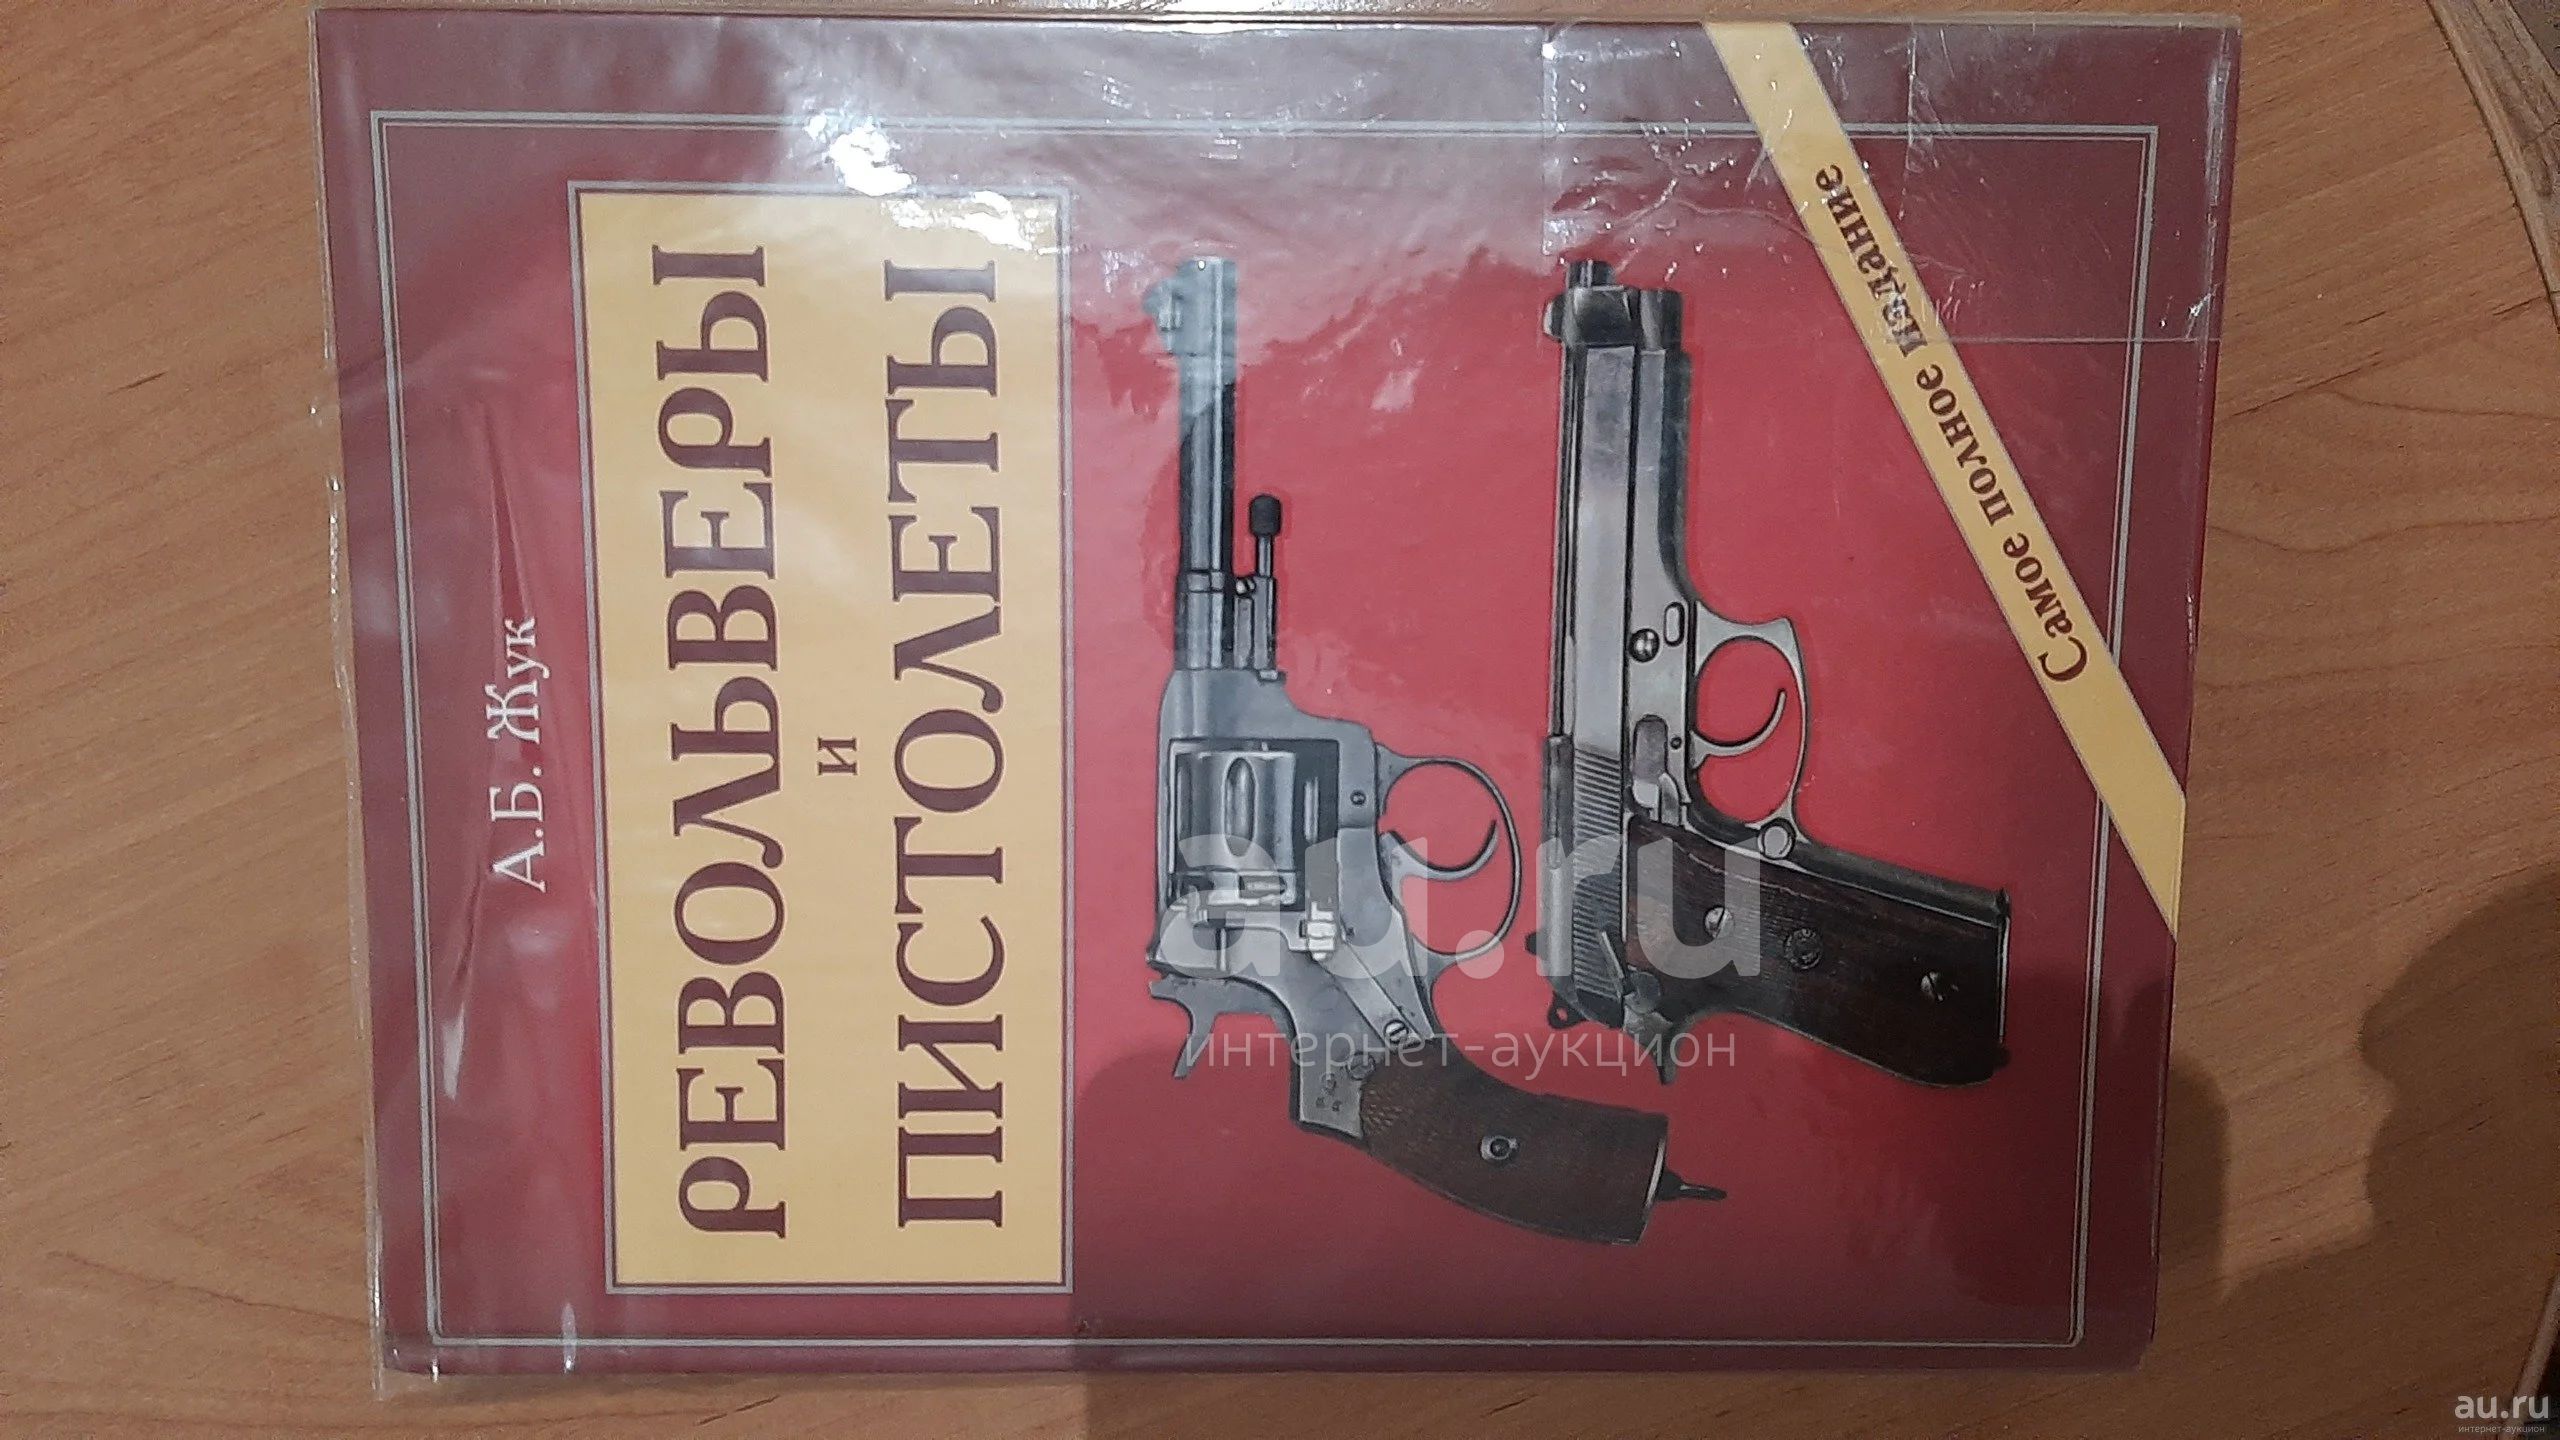 А.Б. Жук
РЕВОЛЬВЕРЫ
и
ПИСТОЛЕТЫ
Самое полное издание
au.ru
интернет-аукцион
au.ru
интернет-аукцион